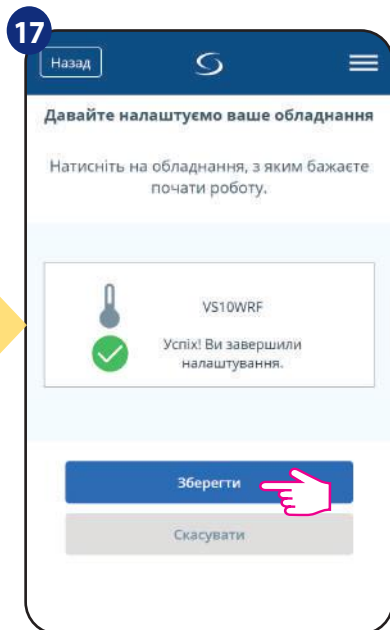 17
Назад
Давайте налаштуємо ваше обладнання
Натисніть на обладнання, з яким бажаєте
почати роботу.
VS10WRF
Успіх! Ви завершили
налаштування.
Зберегти
Скасувати